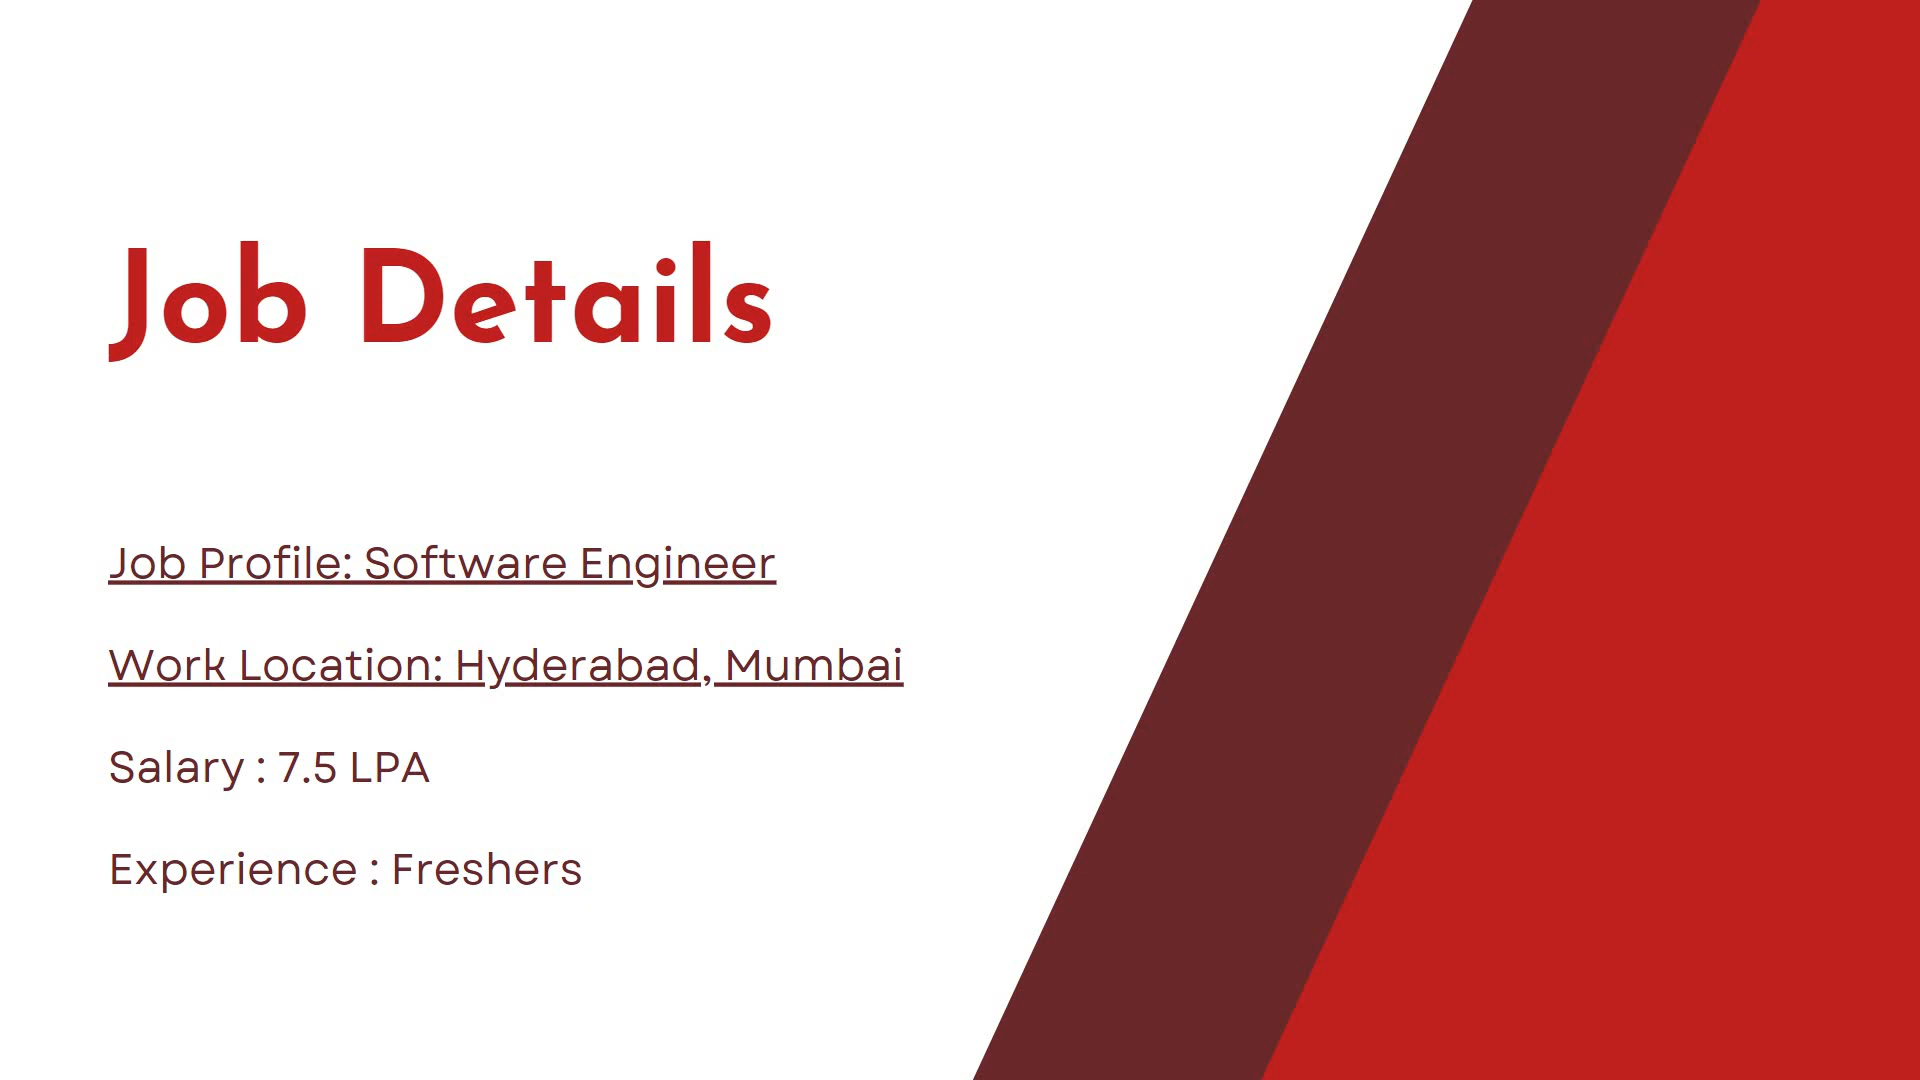 Job Details
Job Profile: Software Engineer
Work Location: Hyderabad, Mumbai
Salary : 7.5 LPA
Experience : Freshers